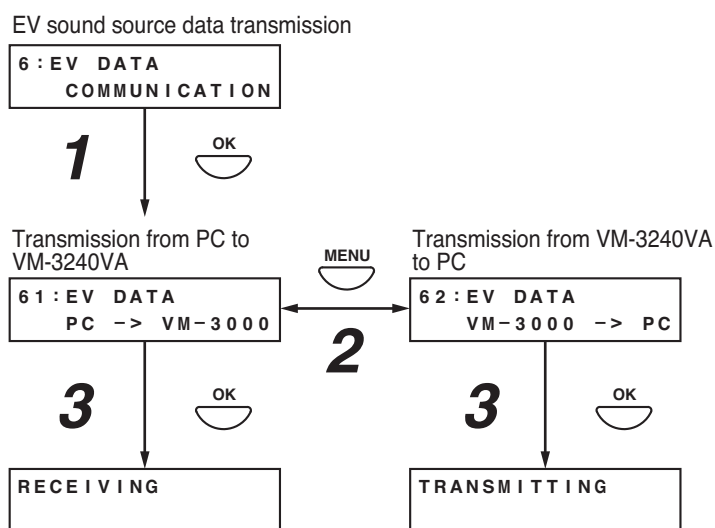 EV sound source data transmission
6:EV DATA
COMMUNICATION
1
OK
Transmission from PC to
VM-3240VA
MENU
Transmission from VM-3240VA
to PC
61:EV DATA
PC -> VM-3000
2
62:EV DATA
VM-3000 -> PC
3
OK
3
OK
RECEIVING
TRANSMITTING